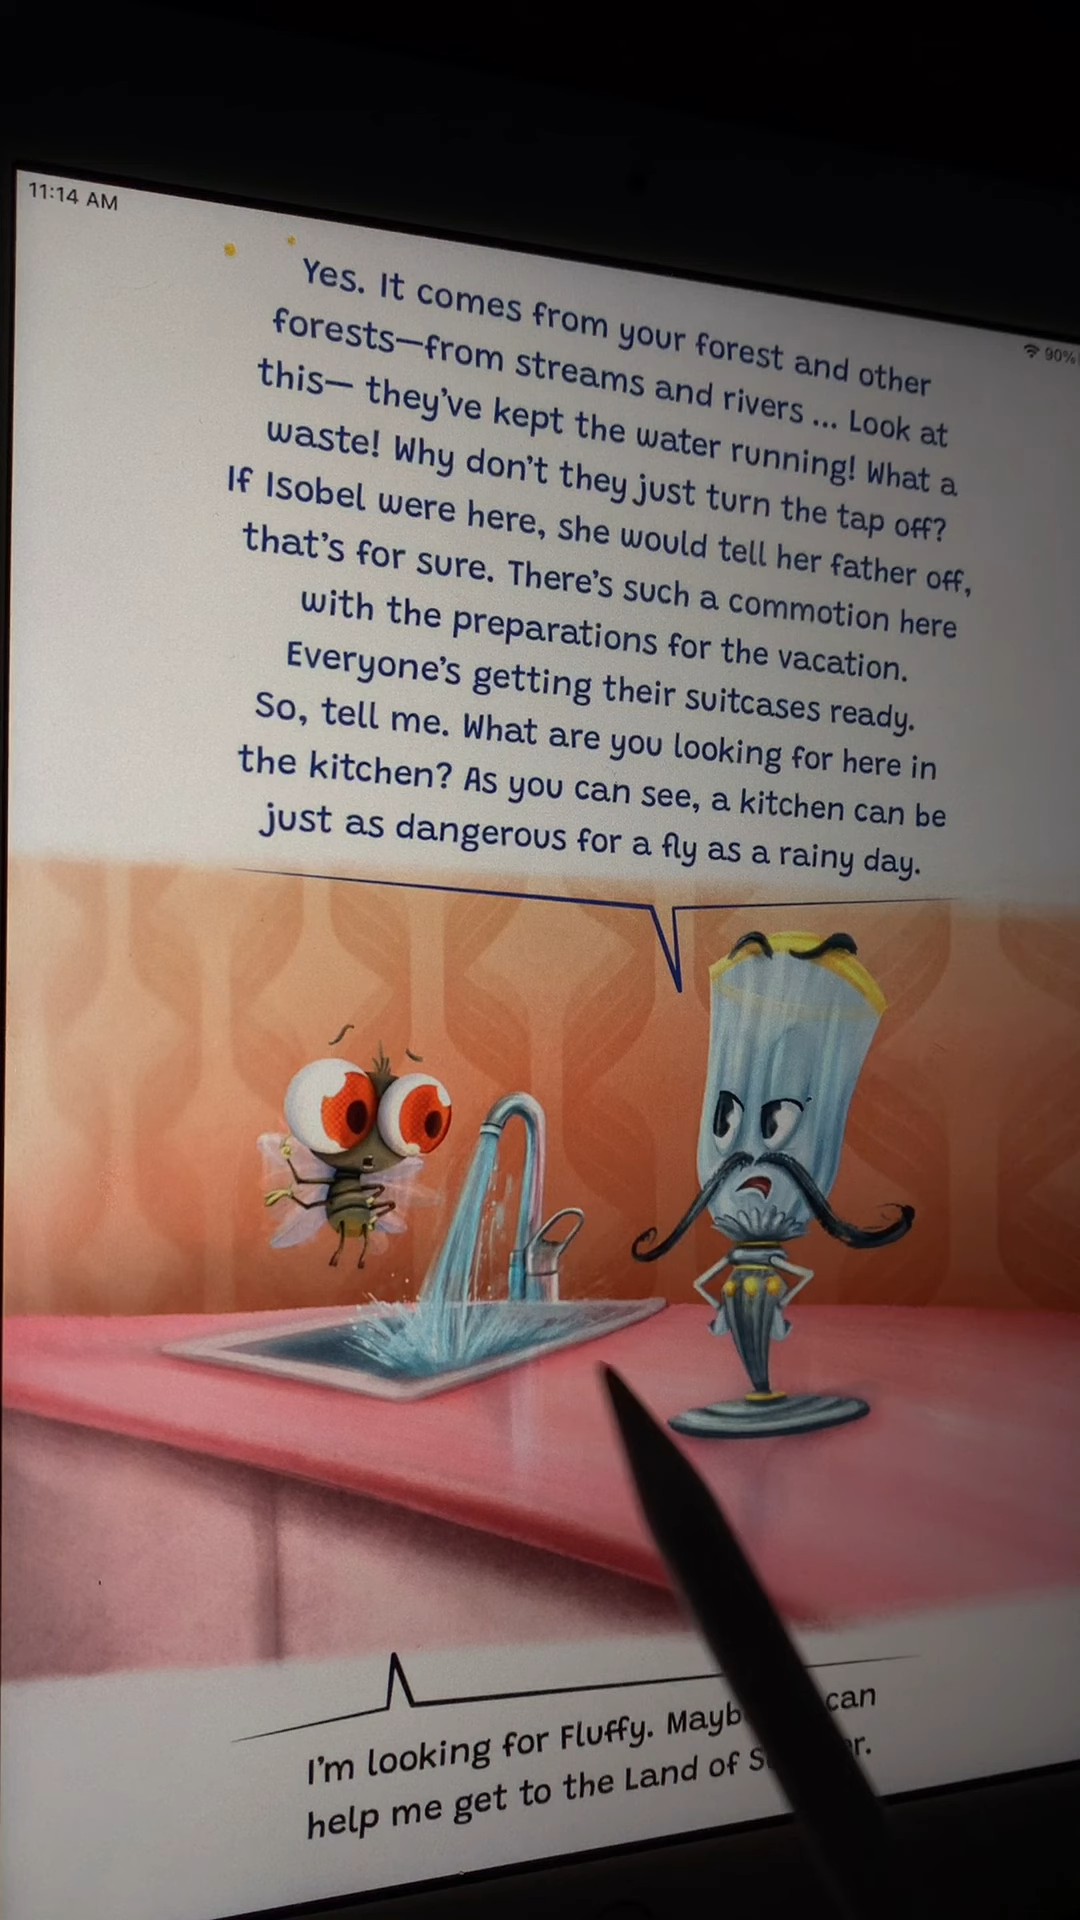 11:14 AM
90%
Yes. It comes from your forest and other
forests—from streams and rivers ... Look at
this— they've kept the water running! What a
waste! Why don't they just turn the tap off?
If Isobel were here, she would tell her father off,
that's for sure. There's such a commotion here
with the preparations for the vacation.
Everyone's getting their suitcases ready.
So, tell me. What are you looking for here in
the kitchen? As you can see, a kitchen can be
just as dangerous for a fly as a rainy day.
I'm looking for Fluffy. can
help me get to the Land of